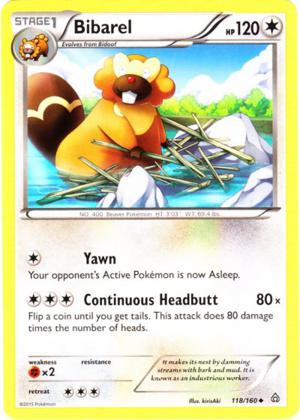 STAGE1 Bibarel HP 120
Evolves from Bidoof
NO. 400 Beaver Pokémon HT: 3'03" WT: 69.4 lbs.
Yawn
Your opponent's Active Pokémon is now Asleep.
Continuous Headbutt 80×
Flip a coin until you get tails. This attack does 80 damage
times the number of heads.
weakness resistance
×2
retreat
It makes its nest by damming
streams with bark and mud. It is
known as an industrious worker.
Illus. kirisAki
118/160
©2015 Pokémon